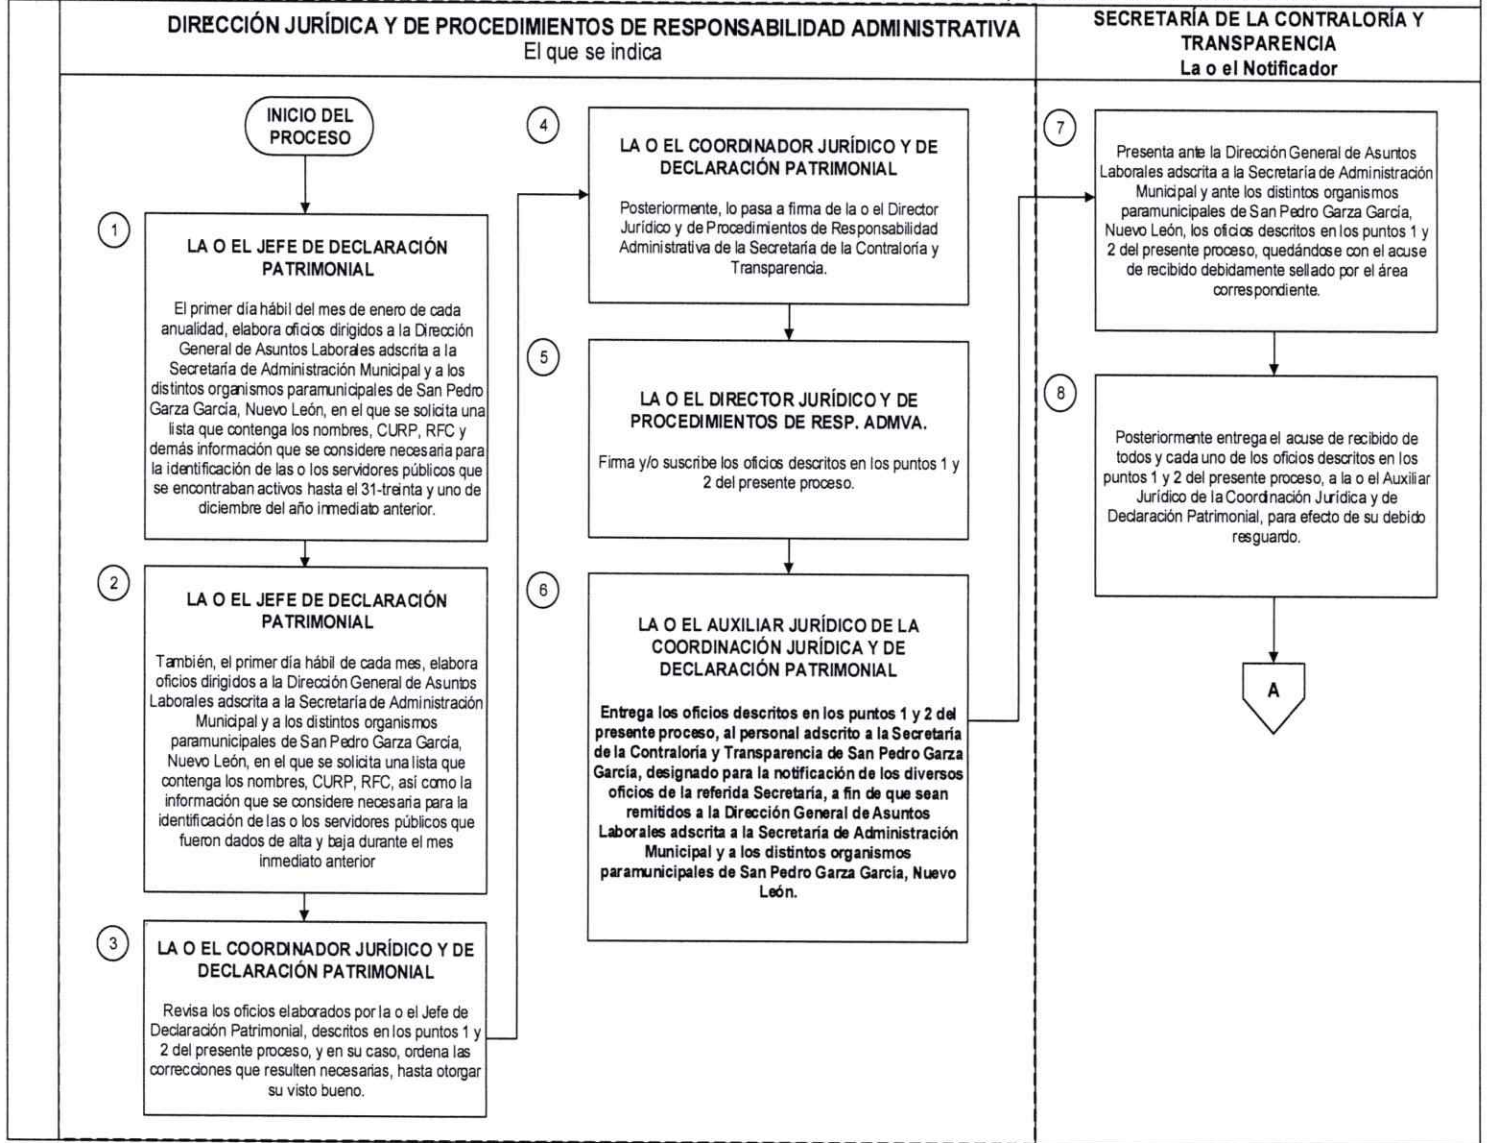 DIRECCIÓN JURÍDICA Y DE PROCEDIMIENTOS DE RESPONSABILIDAD ADMINISTRATIVA
El que se indica
SECRETARÍA DE LA CONTRALORÍA Y
TRANSPARENCIA
La o el Notificador
INICIO DEL
PROCESO
1
LA O EL JEFE DE DECLARACIÓN
PATRIMONIAL
El primer día hábil del mes de enero de cada
anualidad, elabora oficios dirigidos a la Dirección
General de Asuntos Laborales adscrita a la
Secretaría de Administración Municipal y a los
distintos organismos paramunicipales de San Pedro
Garza García, Nuevo León, en el que se solicita una
lista que contenga los nombres, CURP, RFC y
demás información que se considere necesaria para
la identificación de las o los servidores públicos que
se encontraban activos hasta el 31-treinta y uno de
diciembre del año inmediato anterior.
2
LA O EL JEFE DE DECLARACIÓN
PATRIMONIAL
También, el primer día hábil de cada mes, elabora
oficios dirigidos a la Dirección General de Asuntos
Laborales adscrita a la Secretaría de Administración
Municipal y a los distintos organismos
paramunicipales de San Pedro Garza García,
Nuevo León, en el que se solicita una lista que
contenga los nombres, CURP, RFC, así como la
información que se considere necesaria para la
identificación de las o los servidores públicos que
fueron dados de alta y baja durante el mes
inmediato anterior
3
LA O EL COORDINADOR JURÍDICO Y DE
DECLARACIÓN PATRIMONIAL
Revisa los oficios elaborados por la o el Jefe de
Declaración Patrimonial, descritos en los puntos 1 y
2 del presente proceso, y en su caso, ordena las
correcciones que resulten necesarias, hasta otorgar
su visto bueno.
4
LA O EL COORDINADOR JURÍDICO Y DE
DECLARACIÓN PATRIMONIAL
Posteriormente, lo pasa a firma de la o el Director
Jurídico y de Procedimientos de Responsabilidad
Administrativa de la Secretaría de la Contraloría y
Transparencia.
5
LA O EL DIRECTOR JURÍDICO Y DE
PROCEDIMIENTOS DE RESP. ADMVA.
Firma y/o suscribe los oficios descritos en los puntos 1 y
2 del presente proceso.
6
LA O EL AUXILIAR JURÍDICO DE LA
COORDINACIÓN JURÍDICA Y DE
DECLARACIÓN PATRIMONIAL
Entrega los oficios descritos en los puntos 1 y 2 del
presente proceso, al personal adscrito a la Secretaría
de la Contraloría y Transparencia de San Pedro Garza
García, designado para la notificación de los diversos
oficios de la referida Secretaría, a fin de que sean
remitidos a la Dirección General de Asuntos
Laborales adscrita a la Secretaría de Administración
Municipal y a los distintos organismos
paramunicipales de San Pedro Garza García, Nuevo
León.
7
Presenta ante la Dirección General de Asuntos
Laborales adscrita a la Secretaría de Administración
Municipal y ante los distintos organismos
paramunicipales de San Pedro Garza García,
Nuevo León, los oficios descritos en los puntos 1 y
2 del presente proceso, quedándose con el acuse
de recibido debidamente sellado por el área
correspondiente.
8
Posteriormente entrega el acuse de recibido de
todos y cada uno de los oficios descritos en los
puntos 1 y 2 del presente proceso, a la o el Auxiliar
Jurídico de la Coordinación Jurídica y de
Declaración Patrimonial, para efecto de su debido
resguardo.
A